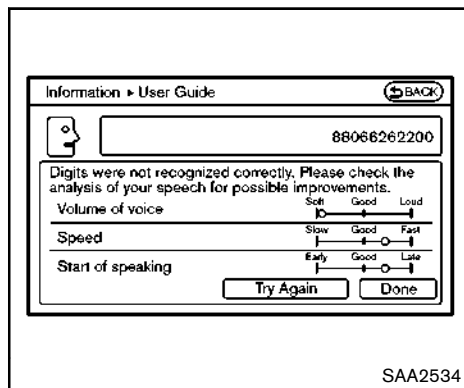 Information ▸ User Guide
BACK
88066262200
Digits were not recognized correctly. Please check the
analysis of your speech for possible improvements.
Volume of voice
Soft Good Loud
Speed
Slow Good Fast
Start of speaking
Early Good Late
Try Again
Done
SAA2534